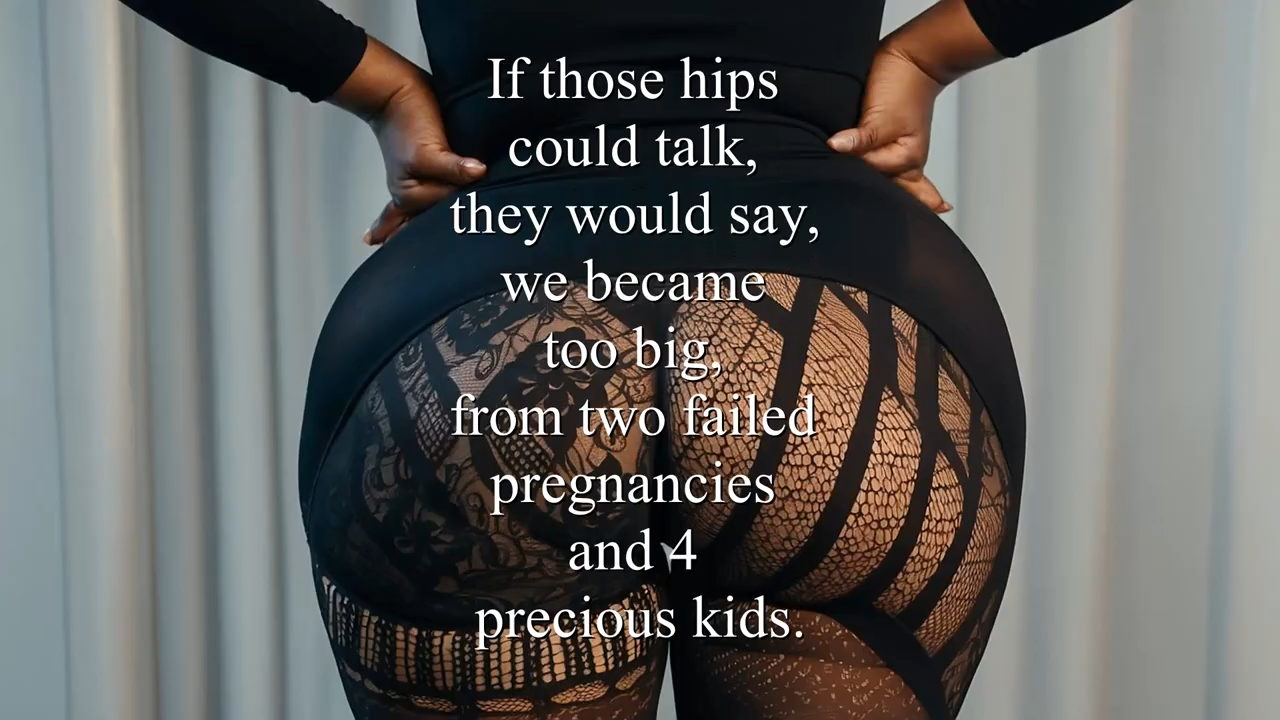 If those hips
could talk,
they would say,
we became
too big,
from two failed
pregnancies
and 4
precious kids.